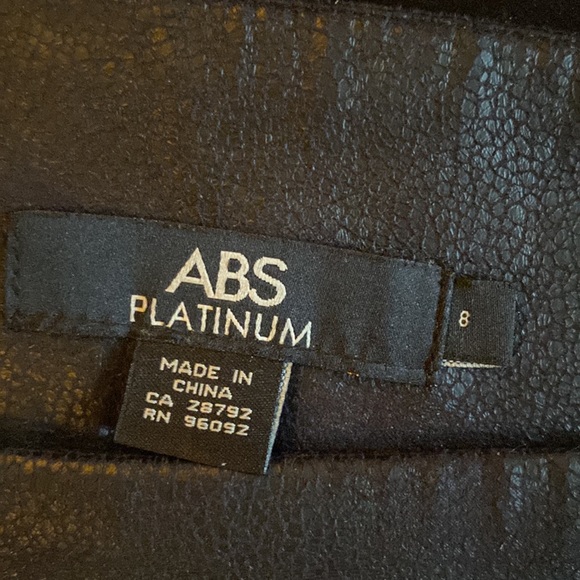 ABS
PLATINUM
8
MADE IN
CHINA
CA 28792
RN 96092